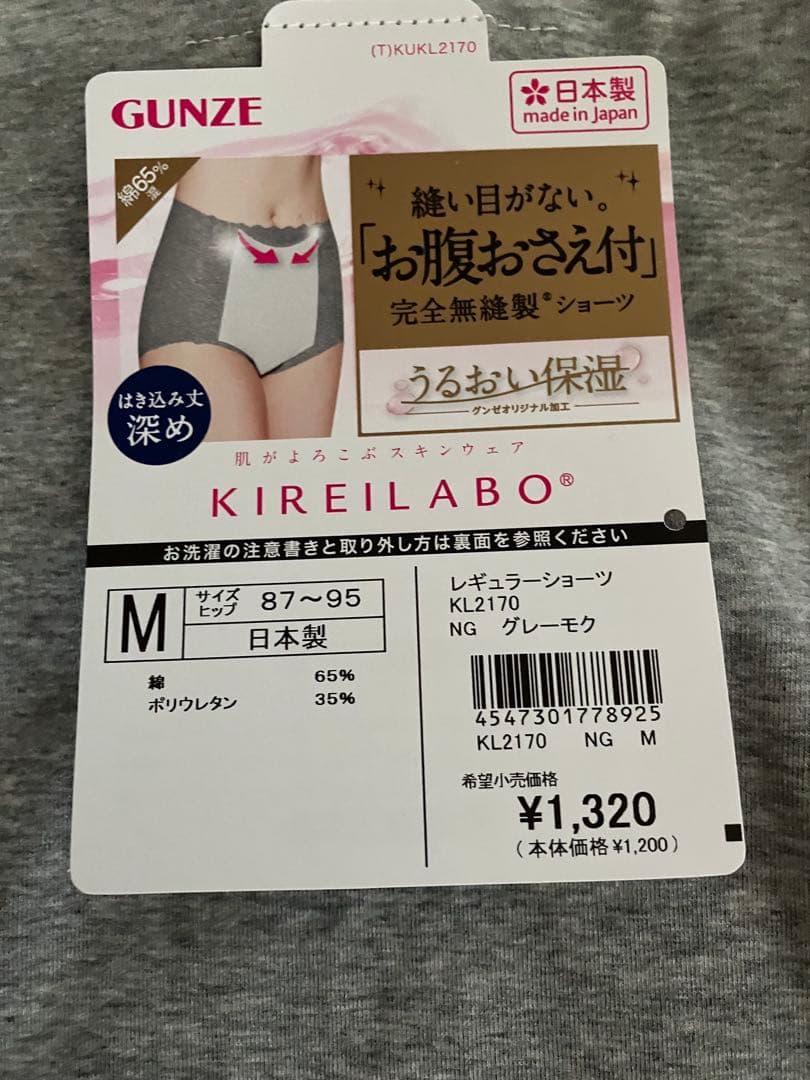 (T)KUKL2170
GUNZE
日本製
made in Japan
綿65%
混
縫い目がない。
「お腹おさえ付」
完全無縫製®ショーツ
うるおい保湿
グンゼオリジナル加工
はき込み丈
深め
肌がよろこぶスキンウェア
KIREILABO®
お洗濯の注意書きと取り外し方は裏面を参照ください
M
サイズ
ヒップ 87〜95
日本製
綿 65%
ポリウレタン 35%
レギュラーショーツ
KL2170
NG グレーモク
4547301778925
KL2170 NG M
希望小売価格
¥1,320
(本体価格¥1,200)